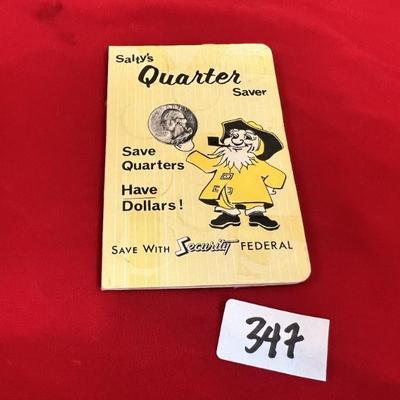 Salty's
Quarter
Saver
Save
Quarters
Have
Dollars!
SAVE WITH Security FEDERAL
347